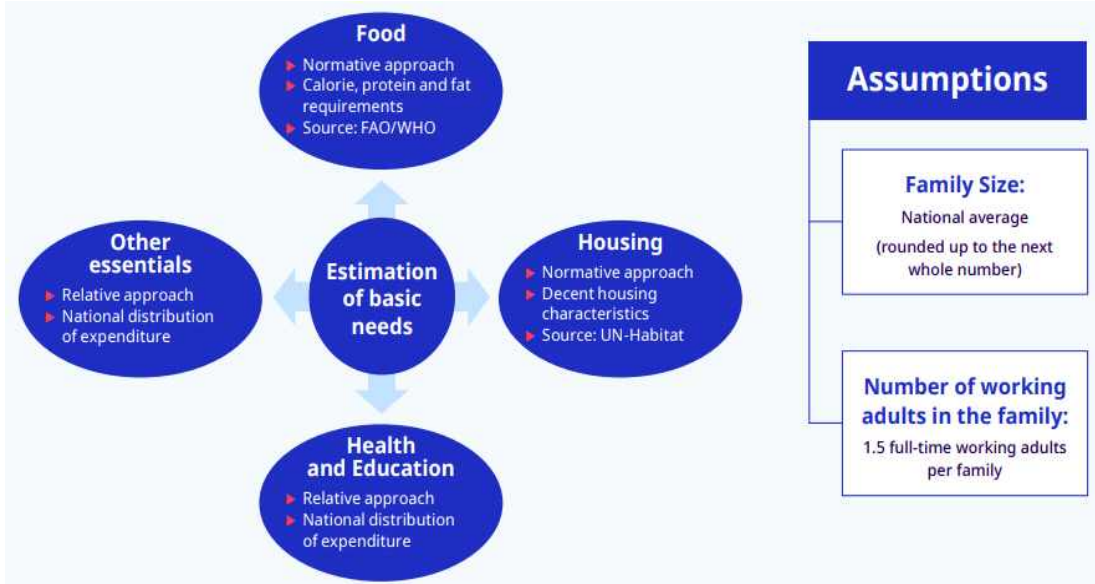 Food
Normative approach
Calorie, protein and fat
requirements
Source: FAO/WHO
Other
essentials
Relative approach
National distribution
of expenditure
Estimation
of basic
needs
Housing
Normative approach
Decent housing
characteristics
Source: UN-Habitat
Health
and Education
Relative approach
National distribution
of expenditure
Assumptions
Family Size:
National average
(rounded up to the next
whole number)
Number of working
adults in the family:
1.5 full-time working adults
per family